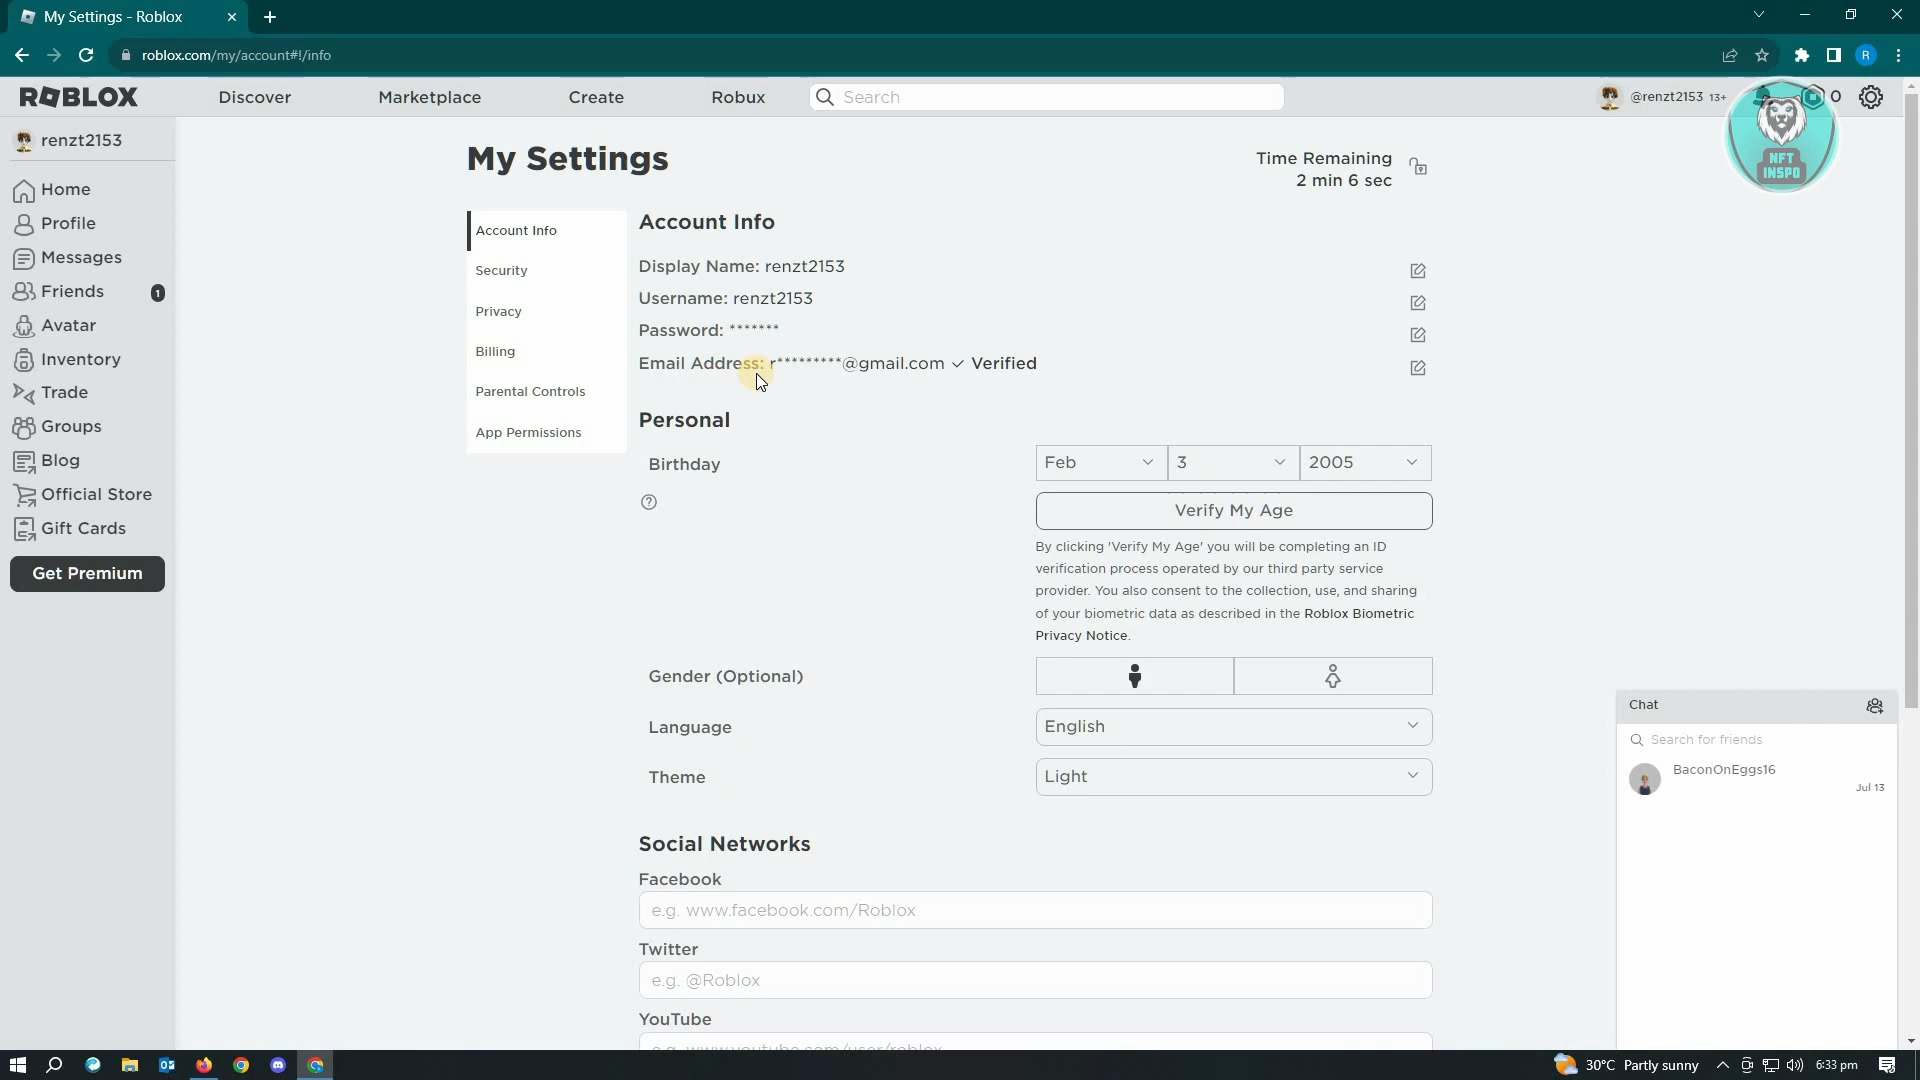 My Settings - Roblox
roblox.com/my/account#!/info
R
ROBLOX
Discover
Marketplace
Create
Robux
Search
@renzt2153 13+
0
NFT
INSPO
renzt2153
Home
Profile
Messages
Friends
1
Avatar
Inventory
Trade
Groups
Blog
Official Store
Gift Cards
Get Premium
My Settings
Time Remaining
2 min 6 sec
Account Info
Security
Privacy
Billing
Parental Controls
App Permissions
Account Info
Display Name: renzt2153
Username: renzt2153
Password: *******
Email Address: r*********@gmail.com ✓ Verified
Personal
Birthday
Feb
3
2005
Verify My Age
By clicking 'Verify My Age' you will be completing an ID
verification process operated by our third party service
provider. You also consent to the collection, use, and sharing
of your biometric data as described in the Roblox Biometric
Privacy Notice.
Gender (Optional)
Language
English
Theme
Light
Social Networks
Facebook
e.g. www.facebook.com/Roblox
Twitter
e.g. @Roblox
YouTube
e.g. www.youtube.com/user/roblox
Chat
Search for friends
BaconOnEggs16
Jul 13
30°C Partly sunny
6:33 pm